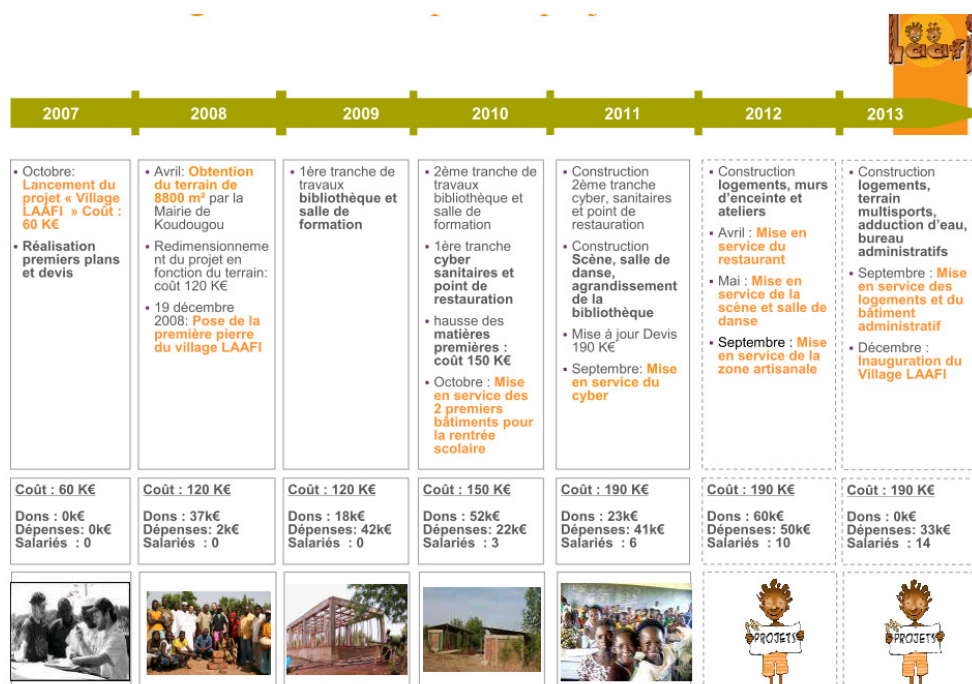 Laafi
2007
2008
2009
2010
2011
2012
2013
Octobre:
Lancement du
projet « Village
LAAFI » Coût :
60 K€
Réalisation
premiers plans
et devis
Avril: Obtention
du terrain de
8800 m² par la
Mairie de
Koudougou
Redimensionneme
nt du projet en
fonction du terrain:
coût 120 K€
19 décembre
2008: Pose de la
première pierre
du village LAAFI
1ère tranche de
travaux
bibliothèque et
salle de
formation
2ème tranche de
travaux
bibliothèque et
salle de
formation
1ère tranche
cyber
sanitaires et
point de
restauration
hausse des
matières
premières :
coût 150 K€
Octobre : Mise
en service des
2 premiers
bâtiments pour
la rentrée
scolaire
Construction
2ème tranche
cyber, sanitaires
et point de
restauration
Construction
Scène, salle de
danse,
agrandissement
de la
bibliothèque
Mise à jour Devis
190 K€
Septembre: Mise
en service du
cyber
Construction
logements, murs
d'enceinte et
ateliers
Avril : Mise en
service du
restaurant
Mai : Mise en
service de la
scène et salle de
danse
Septembre : Mise
en service de la
zone artisanale
Construction
logements,
terrain
multisports,
adduction d'eau,
bureau
administratifs
Septembre : Mise
en service des
logements et du
bâtiment
administratif
Décembre :
Inauguration du
Village LAAFI
Coût : 60 K€
Dons : 0k€
Dépenses: 0k€
Salariés : 0
Coût : 120 K€
Dons : 37k€
Dépenses: 2k€
Salariés : 0
Coût : 120 K€
Dons : 18k€
Dépenses: 42k€
Salariés : 0
Coût : 150 K€
Dons : 52k€
Dépenses: 22k€
Salariés : 3
Coût : 190 K€
Dons : 23k€
Dépenses: 41k€
Salariés : 6
Coût : 190 K€
Dons : 60k€
Dépenses: 50k€
Salariés : 10
Coût : 190 K€
Dons : 0k€
Dépenses: 33k€
Salariés : 14
PROJETS
PROJETS